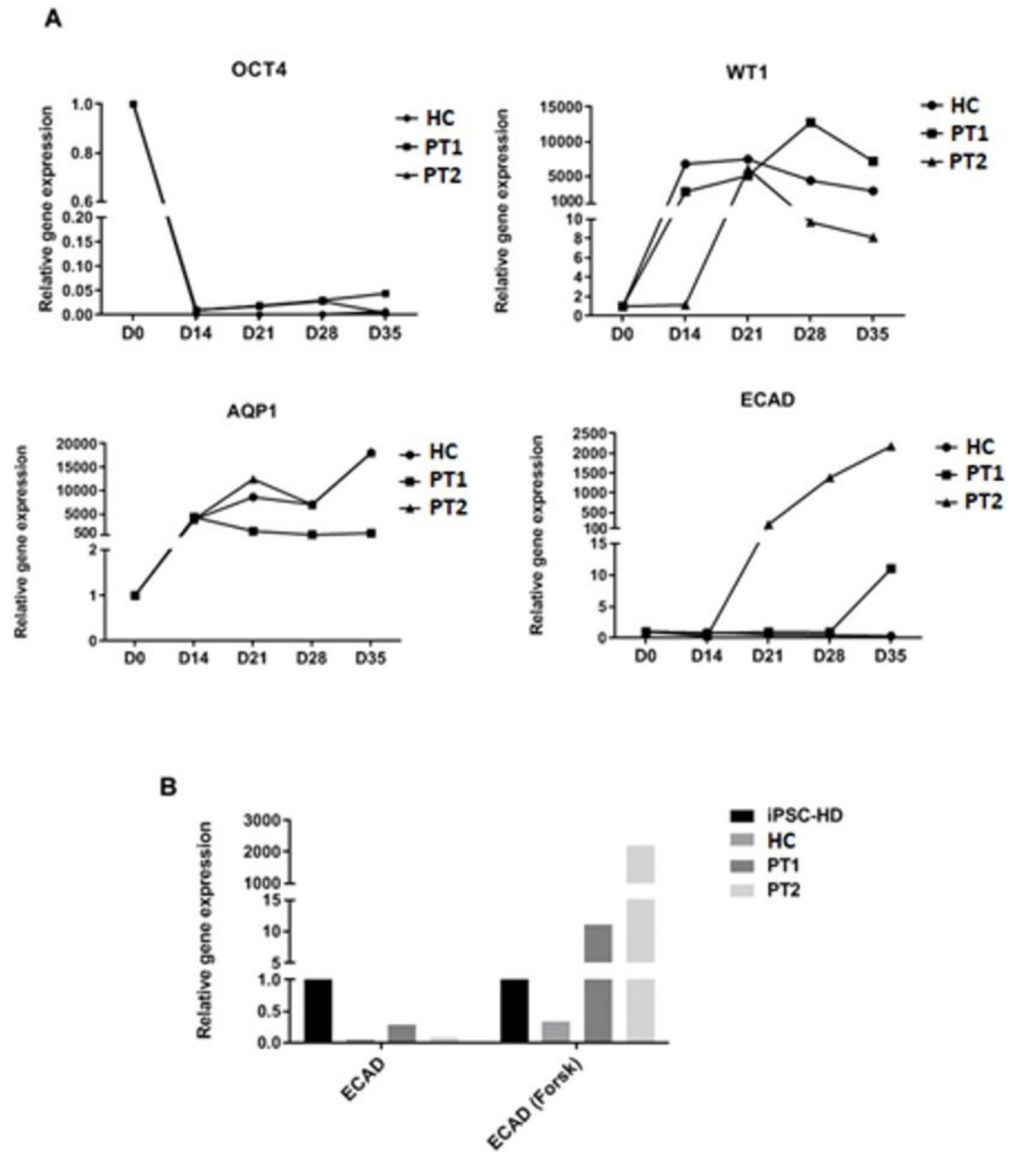 A
OCT4
Relative gene expression
1.0
0.8
0.6
0.20
0.15
0.10
0.05
0.00
D0 D14 D21 D28 D35
HC
PT1
PT2
WT1
Relative gene expression
15000
10000
5000
1000
10
8
6
4
2
0
D0 D14 D21 D28 D35
HC
PT1
PT2
AQP1
Relative gene expression
20000
15000
10000
5000
500
2
1
0
D0 D14 D21 D28 D35
HC
PT1
PT2
ECAD
Relative gene expression
2500
2000
1500
1000
500
100
15
10
5
0
D0 D14 D21 D28 D35
HC
PT1
PT2
B
Relative gene expression
3000
2000
1000
15
10
5
1.0
0.5
0.0
ECAD
ECAD (Forsk)
iPSC-HD
HC
PT1
PT2